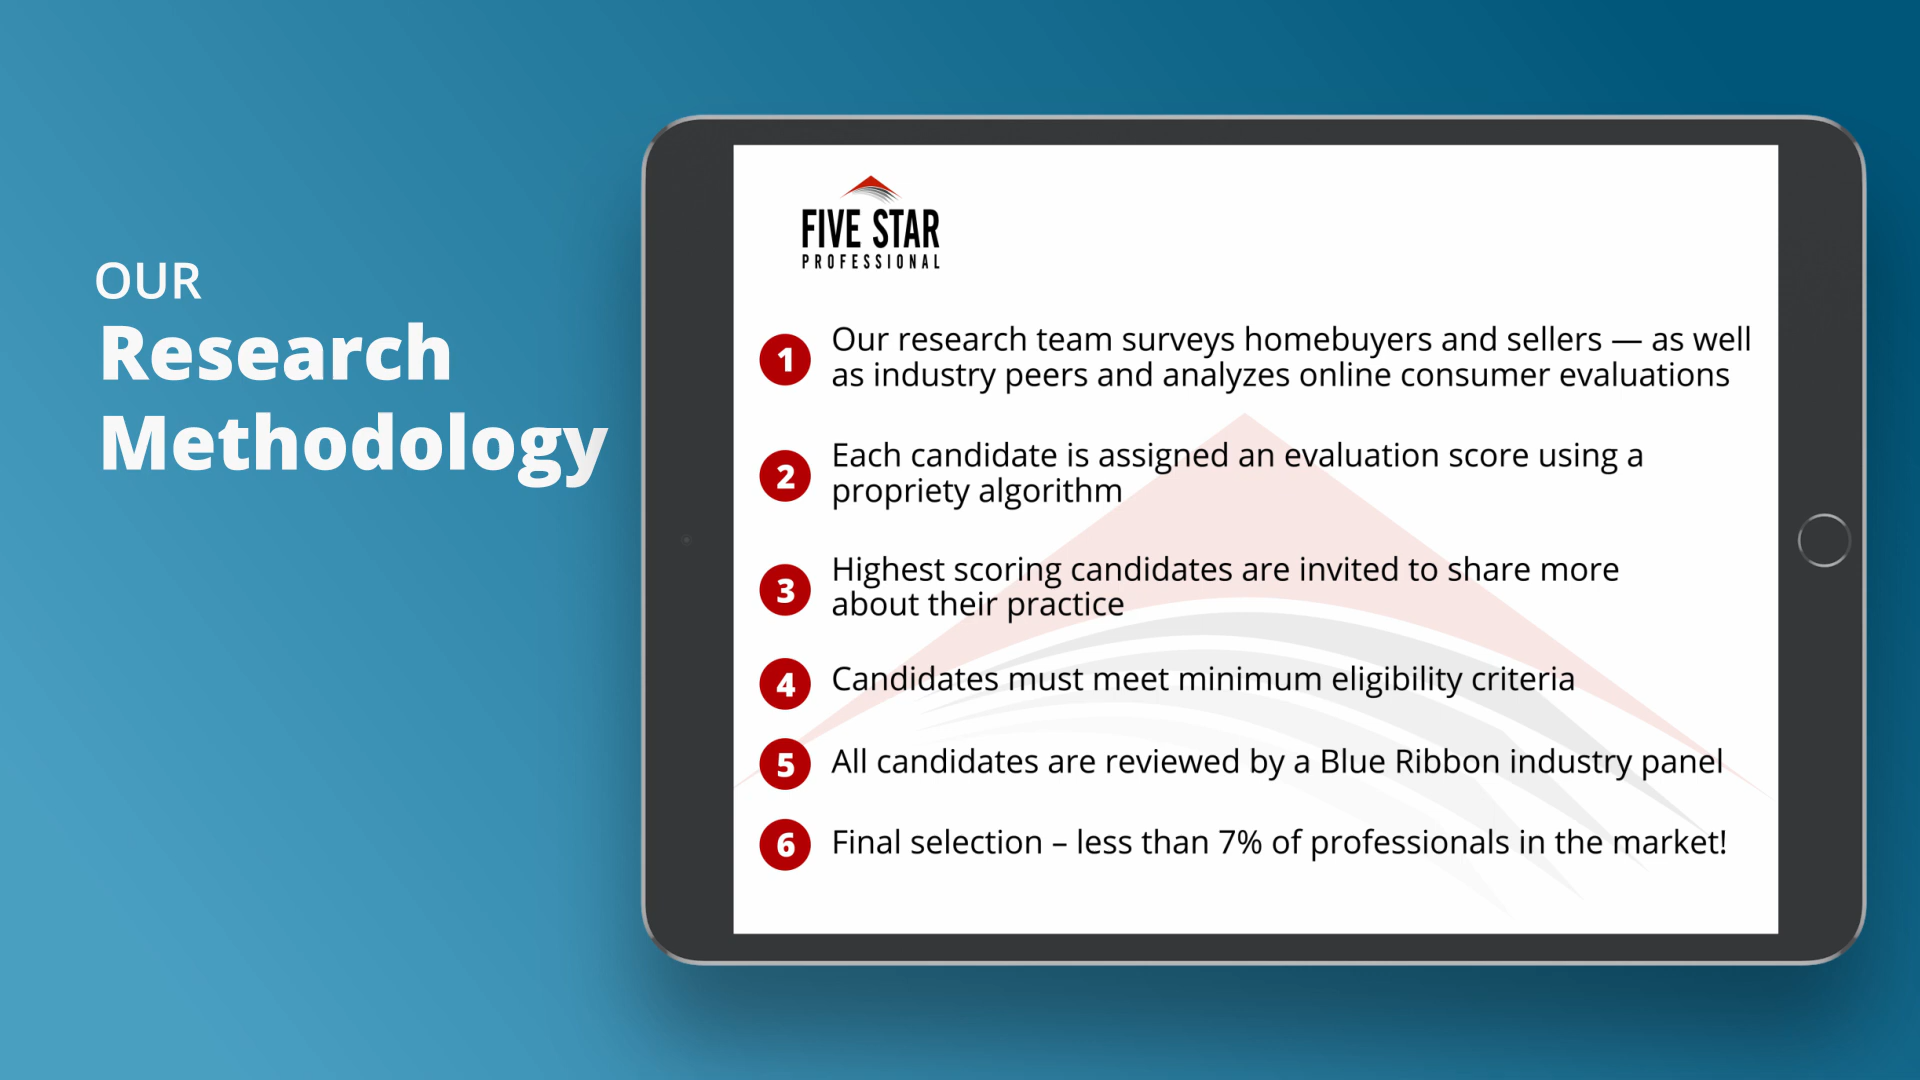 OUR
Research
Methodology
FIVE STAR
PROFESSIONAL
1 Our research team surveys homebuyers and sellers — as well
as industry peers and analyzes online consumer evaluations
2 Each candidate is assigned an evaluation score using a
propriety algorithm
3 Highest scoring candidates are invited to share more
about their practice
4 Candidates must meet minimum eligibility criteria
5 All candidates are reviewed by a Blue Ribbon industry panel
6 Final selection – less than 7% of professionals in the market!